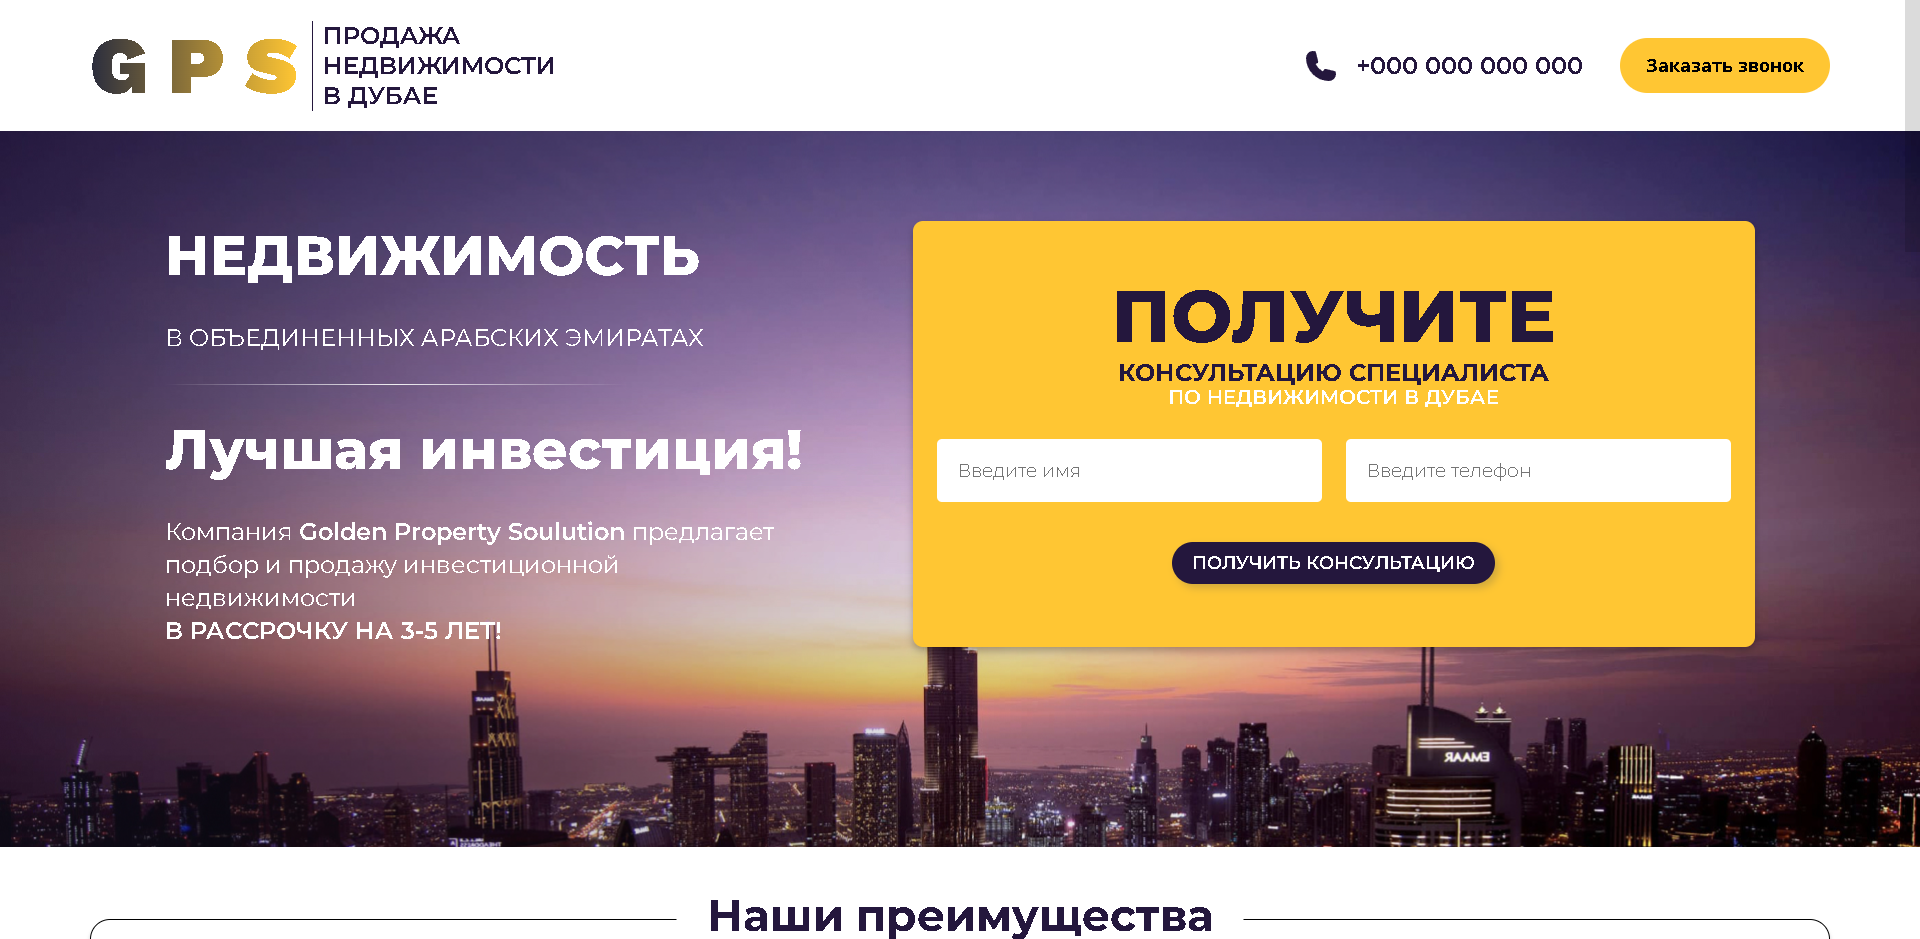 GPS
ПРОДАЖА
НЕДВИЖИМОСТИ
В ДУБАЕ
+000 000 000 000
Заказать звонок
НЕДВИЖИМОСТЬ
В ОБЪЕДИНЕННЫХ АРАБСКИХ ЭМИРАТАХ
Лучшая инвестиция!
Компания Golden Property Soulution предлагает
подбор и продажу инвестиционной
недвижимости
В РАССРОЧКУ НА 3-5 ЛЕТ!
ПОЛУЧИТЕ
КОНСУЛЬТАЦИЮ СПЕЦИАЛИСТА
ПО НЕДВИЖИМОСТИ В ДУБАЕ
Введите имя
Введите телефон
ПОЛУЧИТЬ КОНСУЛЬТАЦИЮ
EMAAR
Наши преимущества